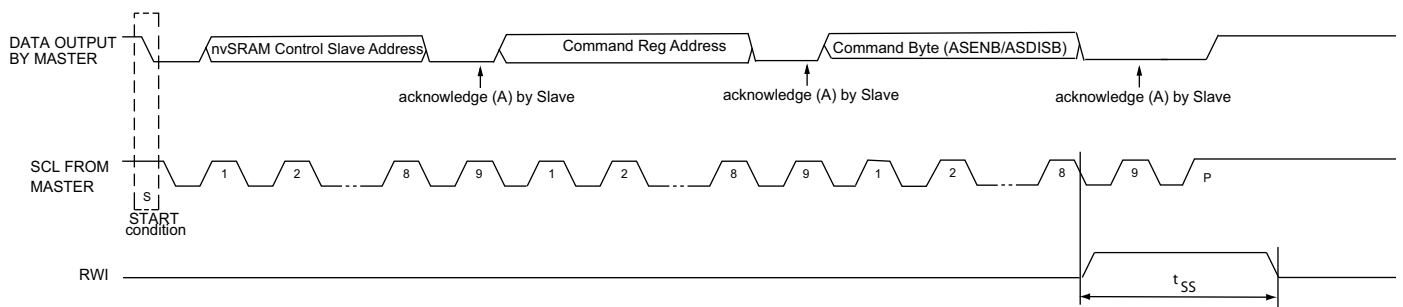 DATA OUTPUT
BY MASTER
nvSRAM Control Slave Address
Command Reg Address
Command Byte (ASENB/ASDISB)
acknowledge (A) by Slave
acknowledge (A) by Slave
acknowledge (A) by Slave
SCL FROM
MASTER
1 2 8 9 1 2 8 9 1 2 8 9
S
P
START
condition
RWI
tSS